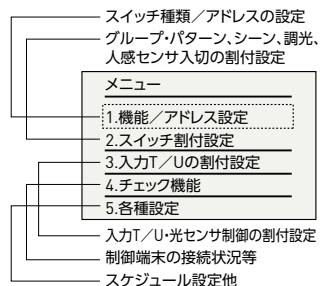 スイッチ種類／アドレスの設定
グループ・パターン、シーン、調光、
人感センサ入切の割付設定
メニュー
1.機能／アドレス設定
2.スイッチ割付設定
3.入力T／Uの割付設定
4.チェック機能
5.各種設定
入力T／U・光センサ制御の割付設定
制御端末の接続状況等
スケジュール設定他